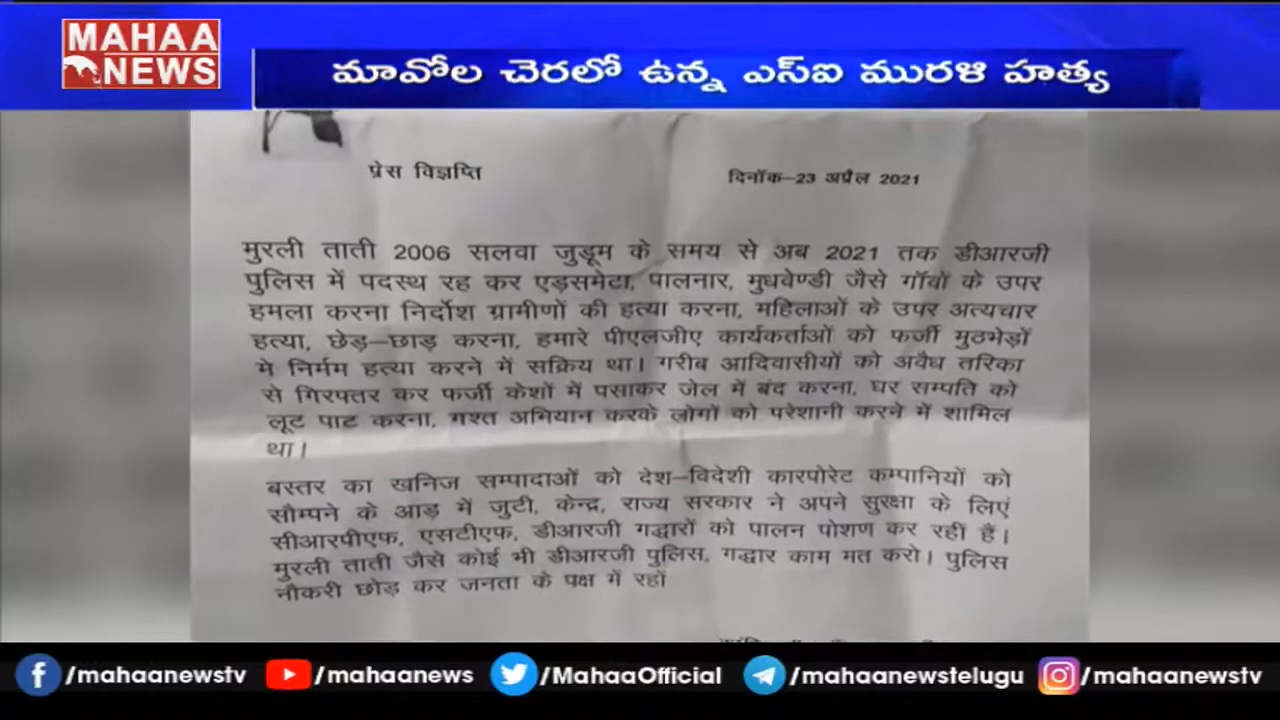 MAHAA
NEWS
మావోల చెరలో ఉన్న ఎస్ఐ మురళి హత్య
प्रेस विज्ञप्ति
दिनॉक–23 अप्रैल 2021
मुरली ताती 2006 सलवा जुडूम के समय से अब 2021 तक डीआरजी
पुलिस में पदस्थ रह कर एड़समेटा, पालनार, मुधवेण्डी जैसे गॉवों के उपर
हमला करना निर्दोश ग्रामीणों की हत्या करना, महिलाओं के उपर अत्यचार
हत्या, छेड़–छाड़ करना, हमारे पीएलजीए कार्यकर्ताओं को फर्जी मुठभेड़ों
मे निर्मम हत्या करने में सक्रिय था। गरीब आदिवासीयों को अवैध तरिका
से गिरफ्तर कर फर्जी केशों में पसाकर जेल में बंद करना, घर सम्पति को
लूट पाट करना, गश्त अभियान करके लोगों को परेशानी करने में शामिल
था।
बस्तर का खनिज सम्पादाओं को देश–विदेशी कारपोरेट कम्पानियों को
सौम्पने के आड़ में जुटी, केन्द्र, राज्य सरकार ने अपने सुरक्षा के लिएं
सीआरपीएफ, एसटीएफ, डीआरजी गद्धारों को पालन पोशण कर रहीं हैं।
मुरली ताती जैसे कोई भी डीआरजी पुलिस, गद्धार काम मत करो। पुलिस
नौकरी छोड़ कर जनता के पक्ष में रहों
/mahaanewstv
/mahaanews
/MahaaOfficial
/mahaanewstelugu
/mahaanewstv